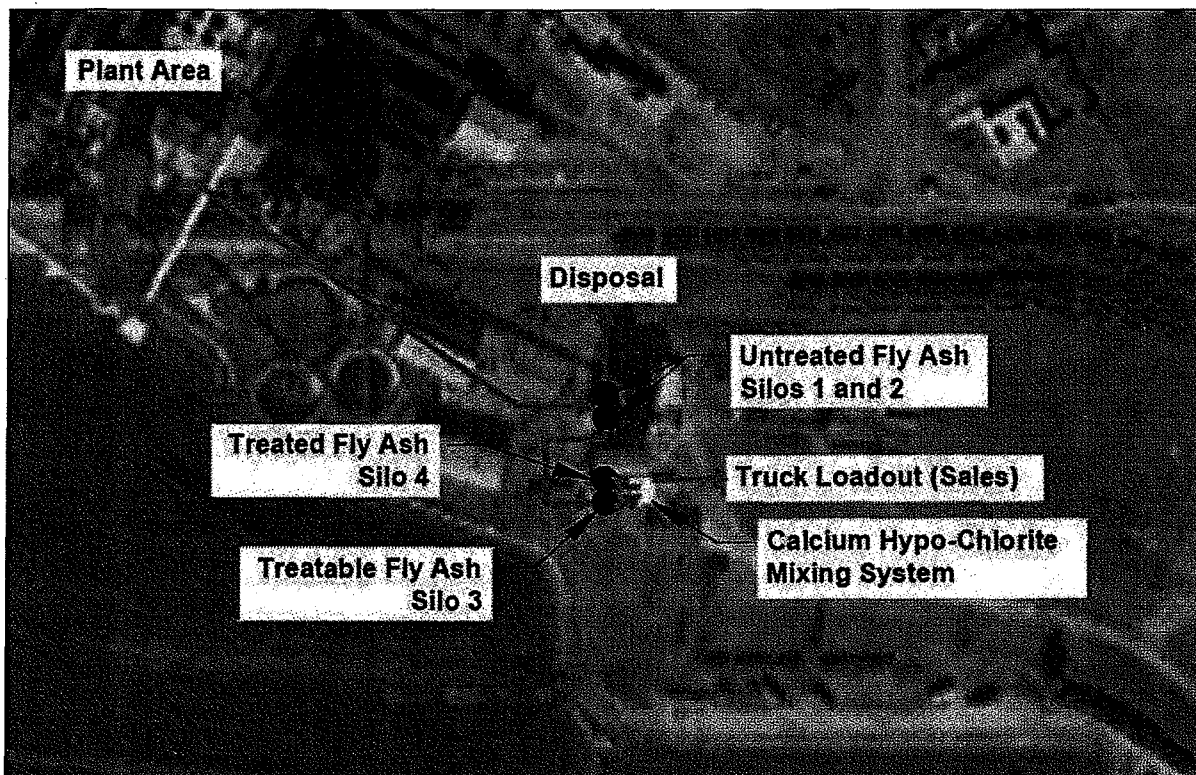 Plant Area
Disposal
Untreated Fly Ash
Silos 1 and 2
Treated Fly Ash
Silo 4
Truck Loadout (Sales)
Calcium Hypo-Chlorite
Mixing System
Treatable Fly Ash
Silo 3